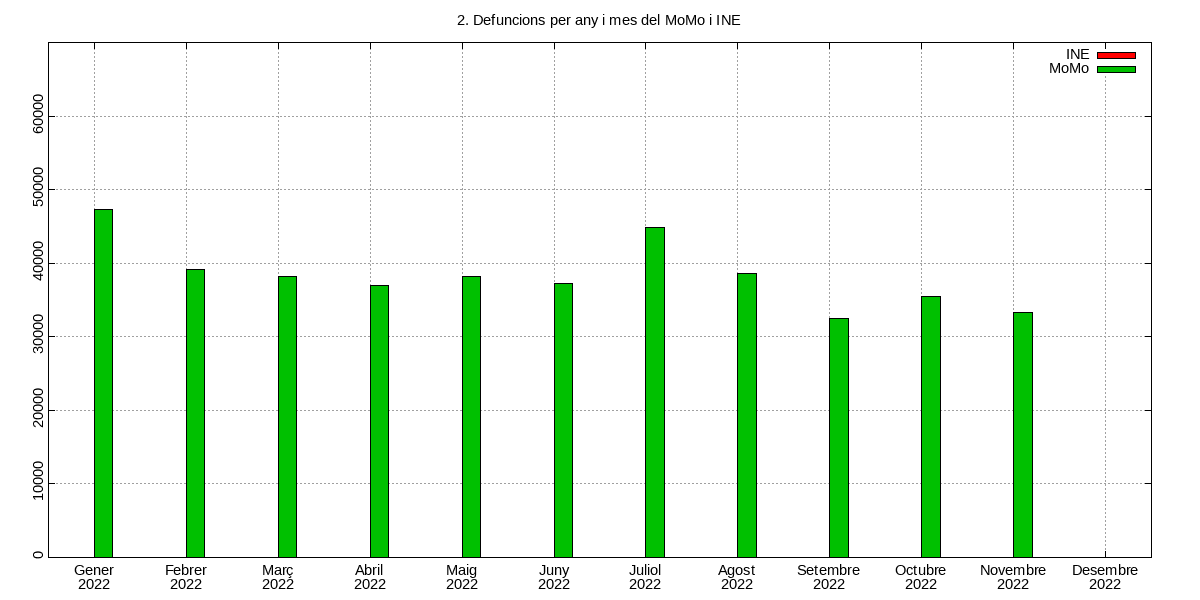 2. Defuncions per any i mes del MoMo i INE
INE
MoMo
60000
50000
40000
30000
20000
10000
0
Gener Febrer Març Abril Maig Juny Juliol Agost Setembre Octubre Novembre Desembre
2022 2022 2022 2022 2022 2022 2022 2022 2022 2022 2022 2022